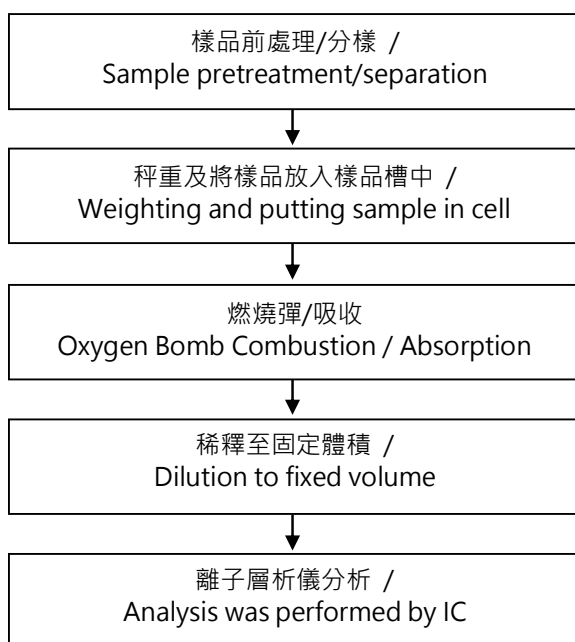 樣品前處理/分樣 /
Sample pretreatment/separation
秤重及將樣品放入樣品槽中 /
Weighting and putting sample in cell
燃燒彈/吸收
Oxygen Bomb Combustion / Absorption
稀釋至固定體積 /
Dilution to fixed volume
離子層析儀分析 /
Analysis was performed by IC